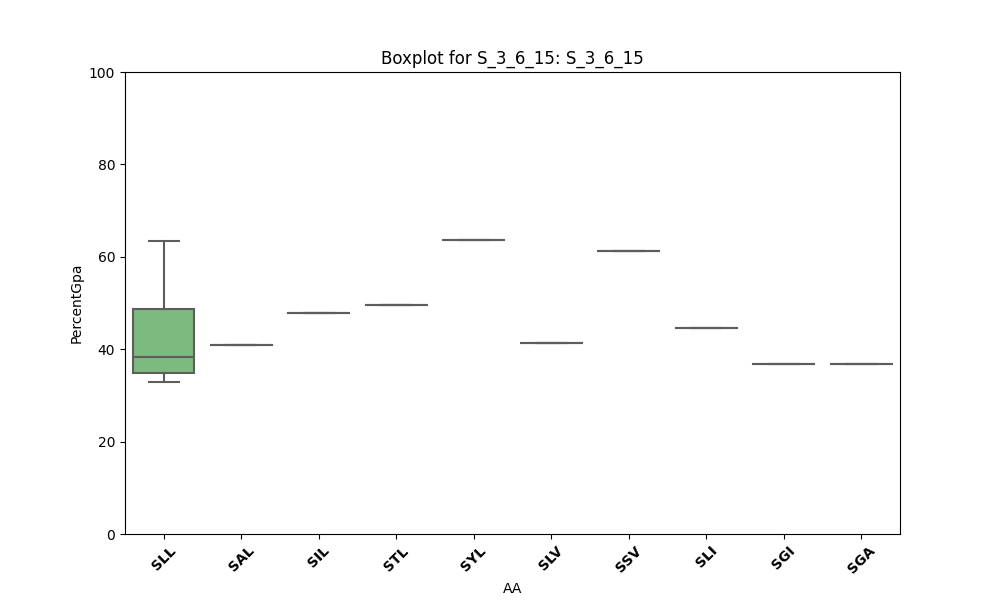 Boxplot for S_3_6_15: S_3_6_15
100
80
60
40
20
0
PercentGpa
SLL SAL SIL STL SYL SLV SSV SLI SGI SGA
AA